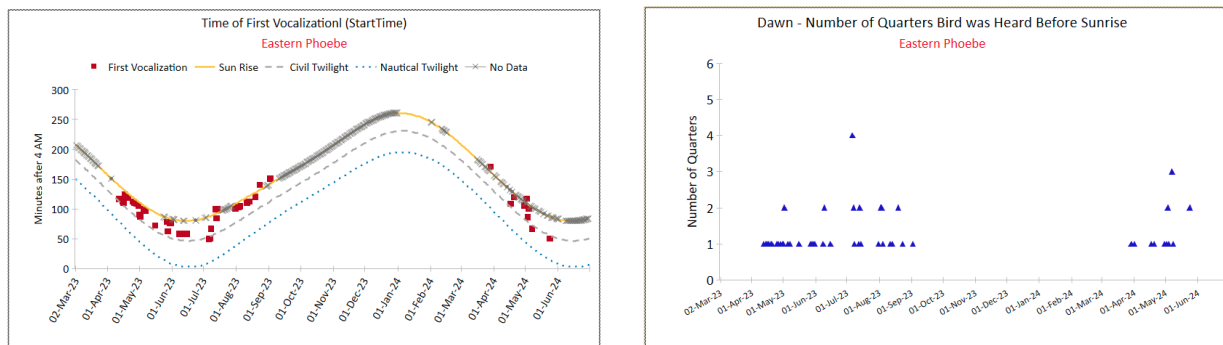 Time of First Vocalizationl (StartTime)
Eastern Phoebe
First Vocalization Sun Rise Civil Twilight Nautical Twilight No Data
Minutes after 4 AM
300
250
200
150
100
50
0
02-Mar-23 01-Apr-23 01-May-23 01-Jun-23 01-Jul-23 01-Aug-23 01-Sep-23 01-Oct-23 01-Nov-23 01-Dec-23 01-Jan-24 01-Feb-24 01-Mar-24 01-Apr-24 01-May-24 01-Jun-24
Dawn - Number of Quarters Bird was Heard Before Sunrise
Eastern Phoebe
Number of Quarters
6
5
4
3
2
1
0
02-Mar-23 01-Apr-23 01-May-23 01-Jun-23 01-Jul-23 01-Aug-23 01-Sep-23 01-Oct-23 01-Nov-23 01-Dec-23 01-Jan-24 01-Feb-24 01-Mar-24 01-Apr-24 01-May-24 01-Jun-24